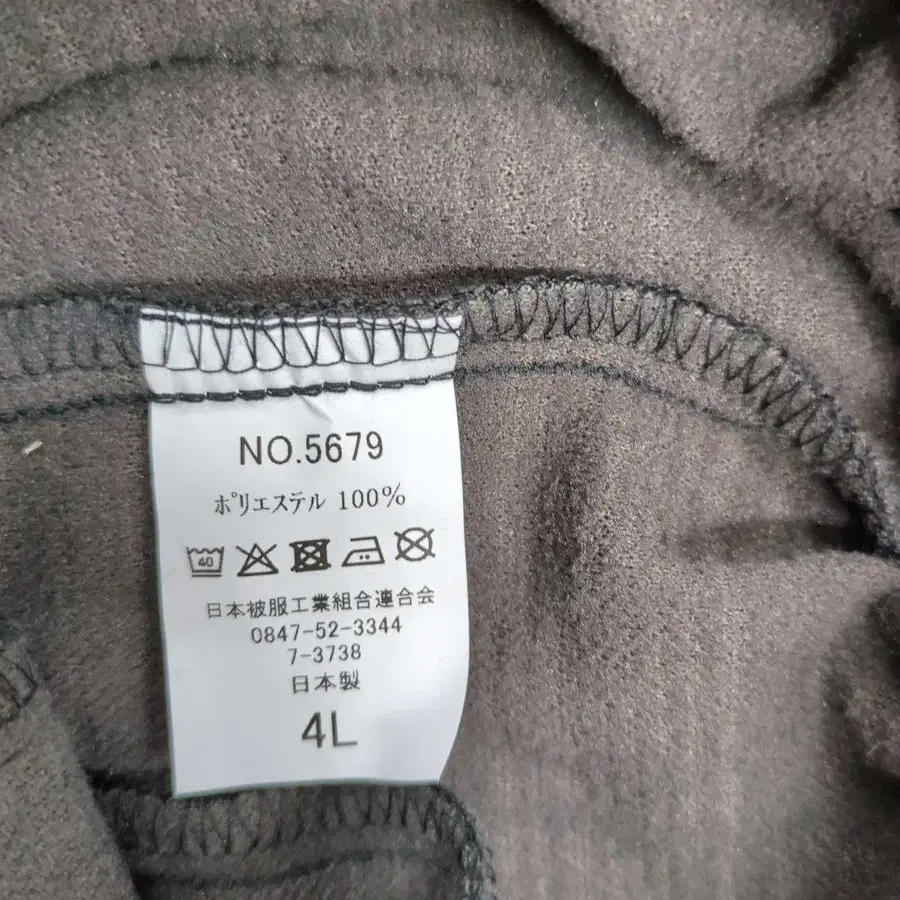 NO.5679
ポリエステル 100%
40
日本被服工業組合連合会
0847-52-3344
7-3738
日本製
4L